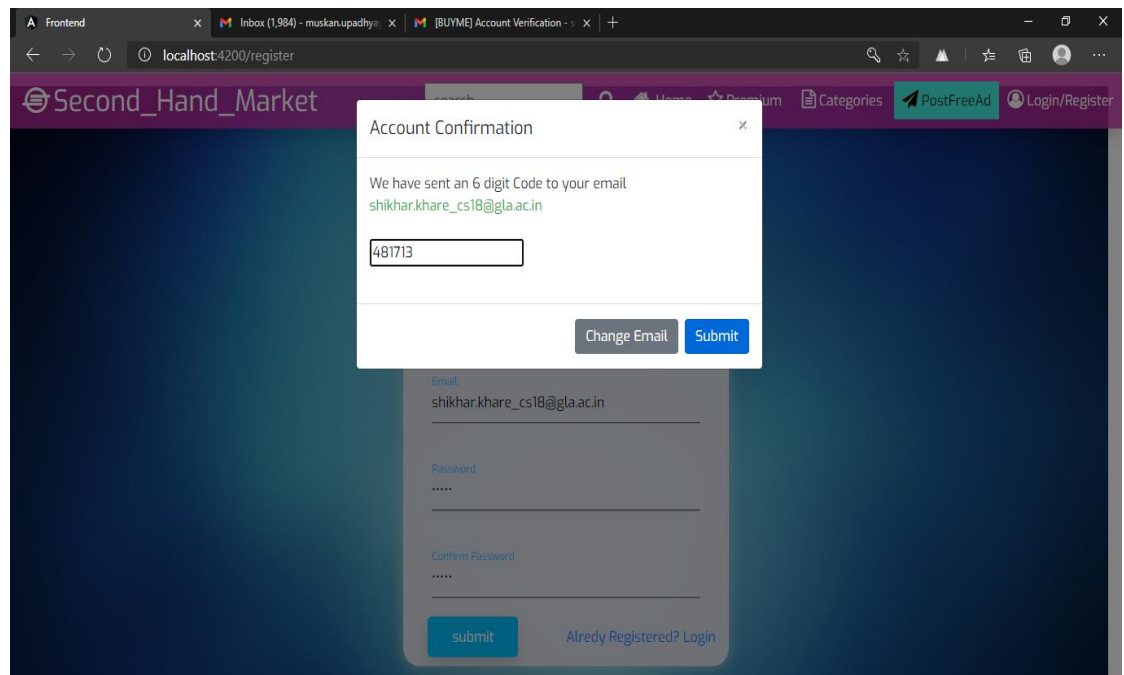 Frontend
Inbox (1,984) - muskan.upadhya
[BUYME] Account Verification - s
localhost:4200/register
Second_Hand_Market
search
Home
Premium
Categories
PostFreeAd
Login/Register
Account Confirmation
We have sent an 6 digit Code to your email
shikhar.khare_cs18@gla.ac.in
481713
Change Email
Submit
Email
shikhar.khare_cs18@gla.ac.in
Password
Confirm Password
submit
Alredy Registered? Login